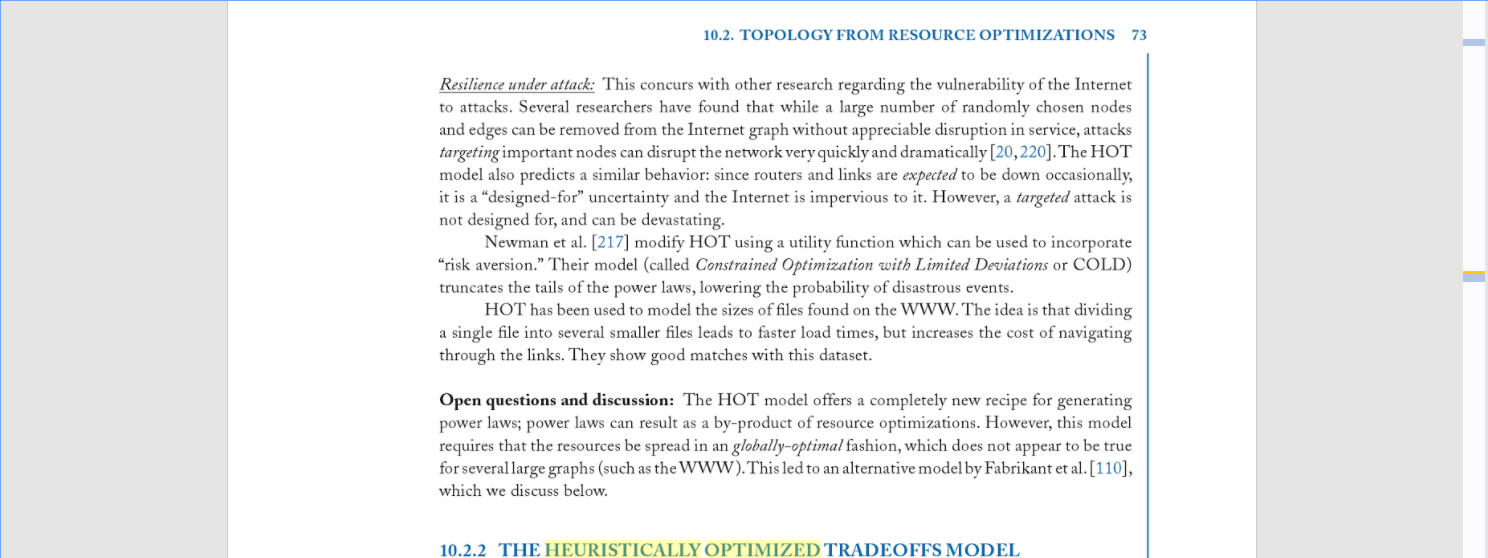 10.2. TOPOLOGY FROM RESOURCE OPTIMIZATIONS 73
Resilience under attack: This concurs with other research regarding the vulnerability of the Internet
to attacks. Several researchers have found that while a large number of randomly chosen nodes
and edges can be removed from the Internet graph without appreciable disruption in service, attacks
targeting important nodes can disrupt the network very quickly and dramatically [20,220]. The HOT
model also predicts a similar behavior: since routers and links are expected to be down occasionally,
it is a “designed-for” uncertainty and the Internet is impervious to it. However, a targeted attack is
not designed for, and can be devastating.
Newman et al. [217] modify HOT using a utility function which can be used to incorporate
“risk aversion.” Their model (called Constrained Optimization with Limited Deviations or COLD)
truncates the tails of the power laws, lowering the probability of disastrous events.
HOT has been used to model the sizes of files found on the WWW. The idea is that dividing
a single file into several smaller files leads to faster load times, but increases the cost of navigating
through the links. They show good matches with this dataset.
Open questions and discussion: The HOT model offers a completely new recipe for generating
power laws; power laws can result as a by-product of resource optimizations. However, this model
requires that the resources be spread in an globally-optimal fashion, which does not appear to be true
for several large graphs (such as the WWW). This led to an alternative model by Fabrikant et al. [110],
which we discuss below.
10.2.2 THE HEURISTICALLY OPTIMIZED TRADEOFFS MODEL